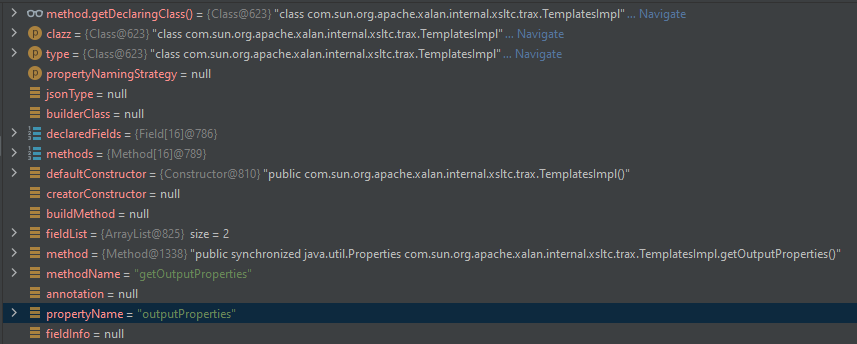 method.getDeclaringClass() = {Class@623} "class com.sun.org.apache.xalan.internal.xsltc.trax.TemplatesImpl"... Navigate
clazz = {Class@623} "class com.sun.org.apache.xalan.internal.xsltc.trax.TemplatesImpl"... Navigate
type = {Class@623} "class com.sun.org.apache.xalan.internal.xsltc.trax.TemplatesImpl"... Navigate
propertyNamingStrategy = null
jsonType = null
builderClass = null
declaredFields = {Field[16]@786}
methods = {Method[16]@789}
defaultConstructor = {Constructor@810} "public com.sun.org.apache.xalan.internal.xsltc.trax.TemplatesImpl()"
creatorConstructor = null
buildMethod = null
fieldList = {ArrayList@825} size = 2
method = {Method@1338} "public synchronized java.util.Properties com.sun.org.apache.xalan.internal.xsltc.trax.TemplatesImpl.getOutputProperties()"
methodName = "getOutputProperties"
annotation = null
propertyName = "outputProperties"
fieldInfo = null